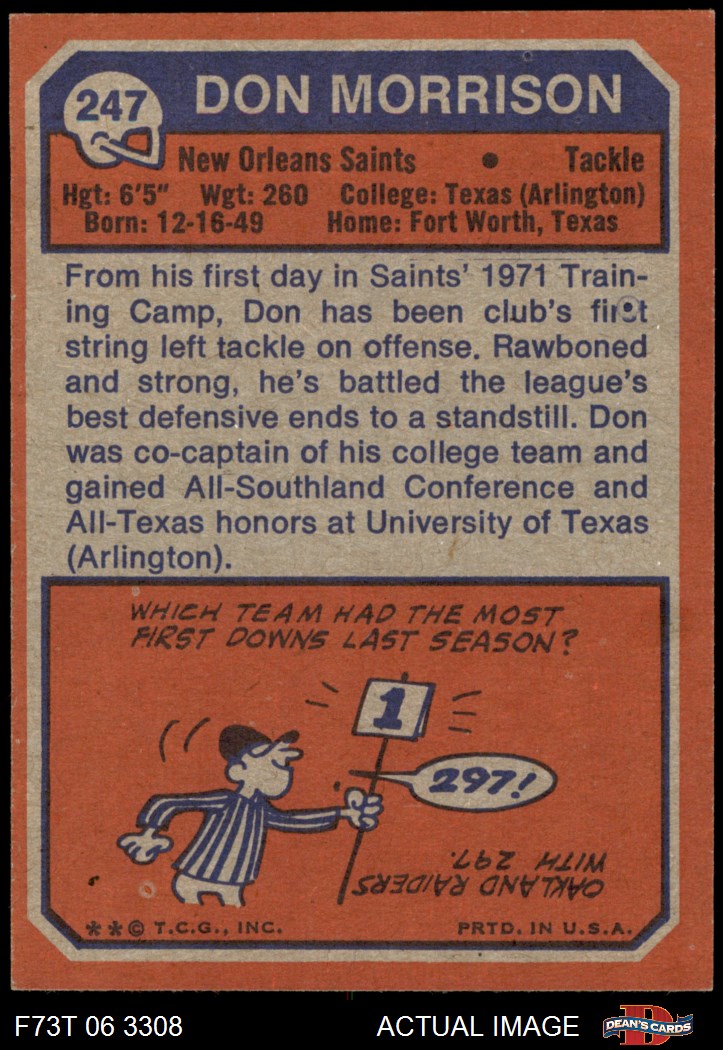 247
DON MORRISON
New Orleans Saints • Tackle
Hgt: 6'5" Wgt: 260 College: Texas (Arlington)
Born: 12-16-49 Home: Fort Worth, Texas
From his first day in Saints' 1971 Train-
ing Camp, Don has been club's first
string left tackle on offense. Rawboned
and strong, he's battled the league's
best defensive ends to a standstill. Don
was co-captain of his college team and
gained All-Southland Conference and
All-Texas honors at University of Texas
(Arlington).
WHICH TEAM HAD THE MOST
FIRST DOWNS LAST SEASON?
1
297!
OAKLAND RAIDERS
WITH 297.
* * © T.C.G., INC. PRTD. IN U.S.A.
F73T 06 3308 ACTUAL IMAGE
D
DEAN'S CARDS